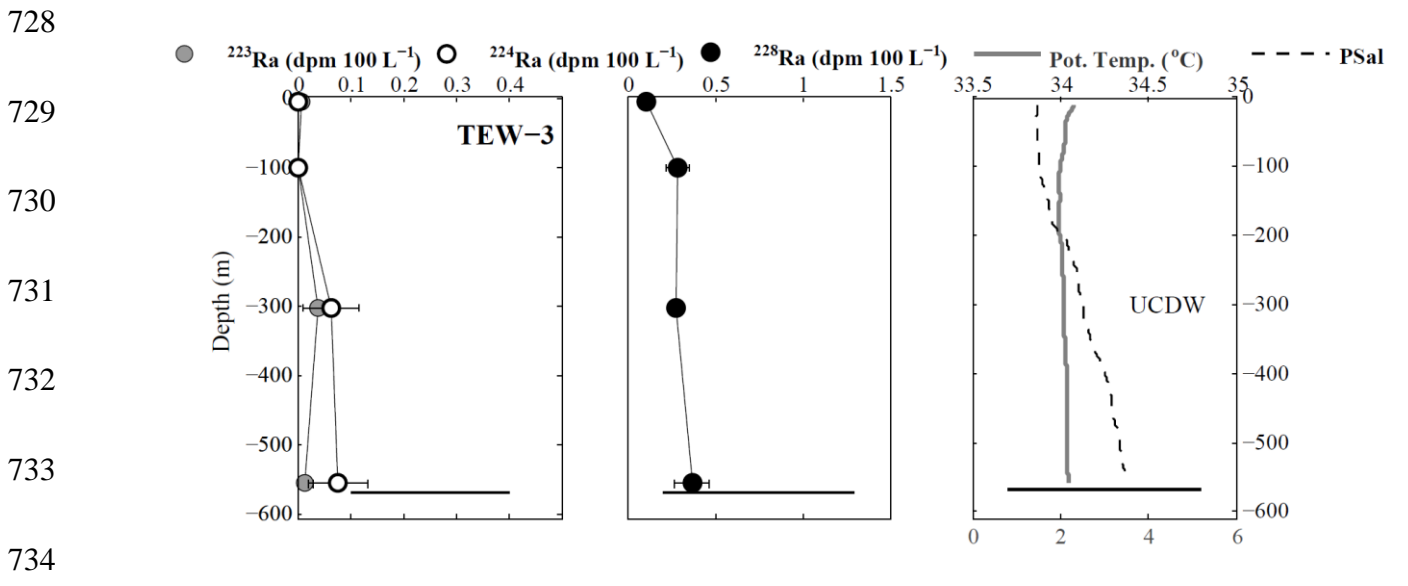 728
²²³Ra (dpm 100 L⁻¹) ²²⁴Ra (dpm 100 L⁻¹) ²²⁸Ra (dpm 100 L⁻¹) Pot. Temp. (°C) PSal
0 0.1 0.2 0.3 0.4 0 0.5 1 1.5 33.5 34 34.5 35
729
0 TEW−3 0
−100 −100
730
−200 −200
731
Depth (m)
−300 UCDW −300
732
−400 −400
733
−500 −500
−600 −600
0 2 4 6
734